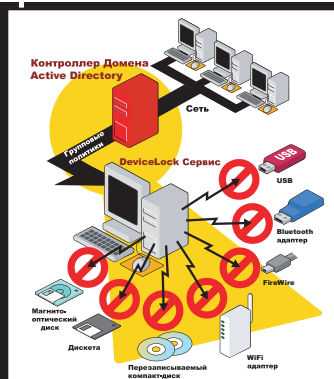 Контроллер Домена
Active Directory
Сеть
Групповые
политики
DeviceLock Сервис
USB
USB
Bluetooth
адаптер
FireWire
Магнито-
оптический
диск
Дискета
Перезаписываемый
компакт-диск
WiFi
адаптер